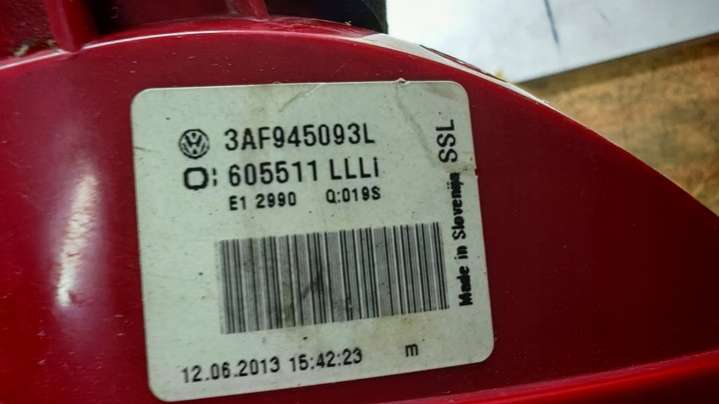 3AF945093L
605511 LLLi
E1 2990 Q:019S
12.06.2013 15:42:23 m
Made in Slovenija SSL